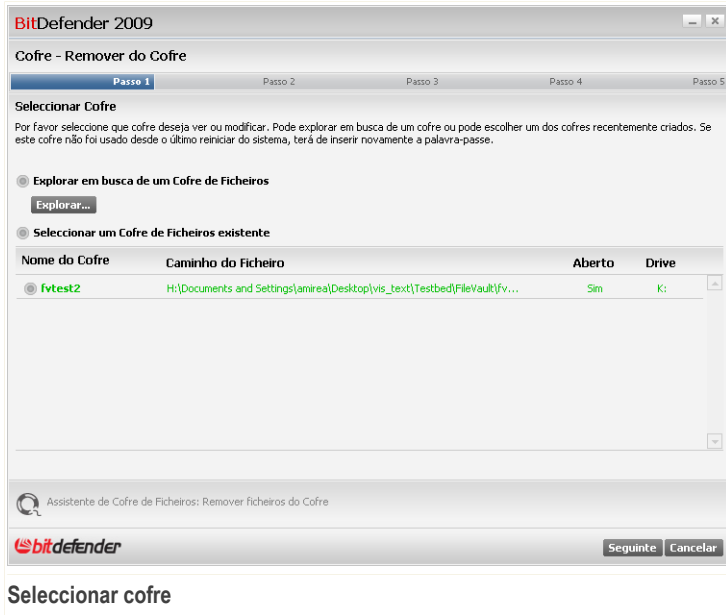 BitDefender 2009
Cofre - Remover do Cofre
Passo 1 Passo 2 Passo 3 Passo 4 Passo 5
Seleccionar Cofre
Por favor seleccione que cofre deseja ver ou modificar. Pode explorar em busca de um cofre ou pode escolher um dos cofres recentemente criados. Se
este cofre não foi usado desde o último reiniciar do sistema, terá de inserir novamente a palavra-passe.
Explorar em busca de um Cofre de Ficheiros
Explorar...
Seleccionar um Cofre de Ficheiros existente
Nome do Cofre Caminho do Ficheiro Aberto Drive
fvtest2 H:\Documents and Settings\amirea\Desktop\vis_text\Testbed\FileVault\fv... Sim K:
Assistente de Cofre de Ficheiros: Remover ficheiros do Cofre
bitdefender
Seguinte Cancelar
Seleccionar cofre